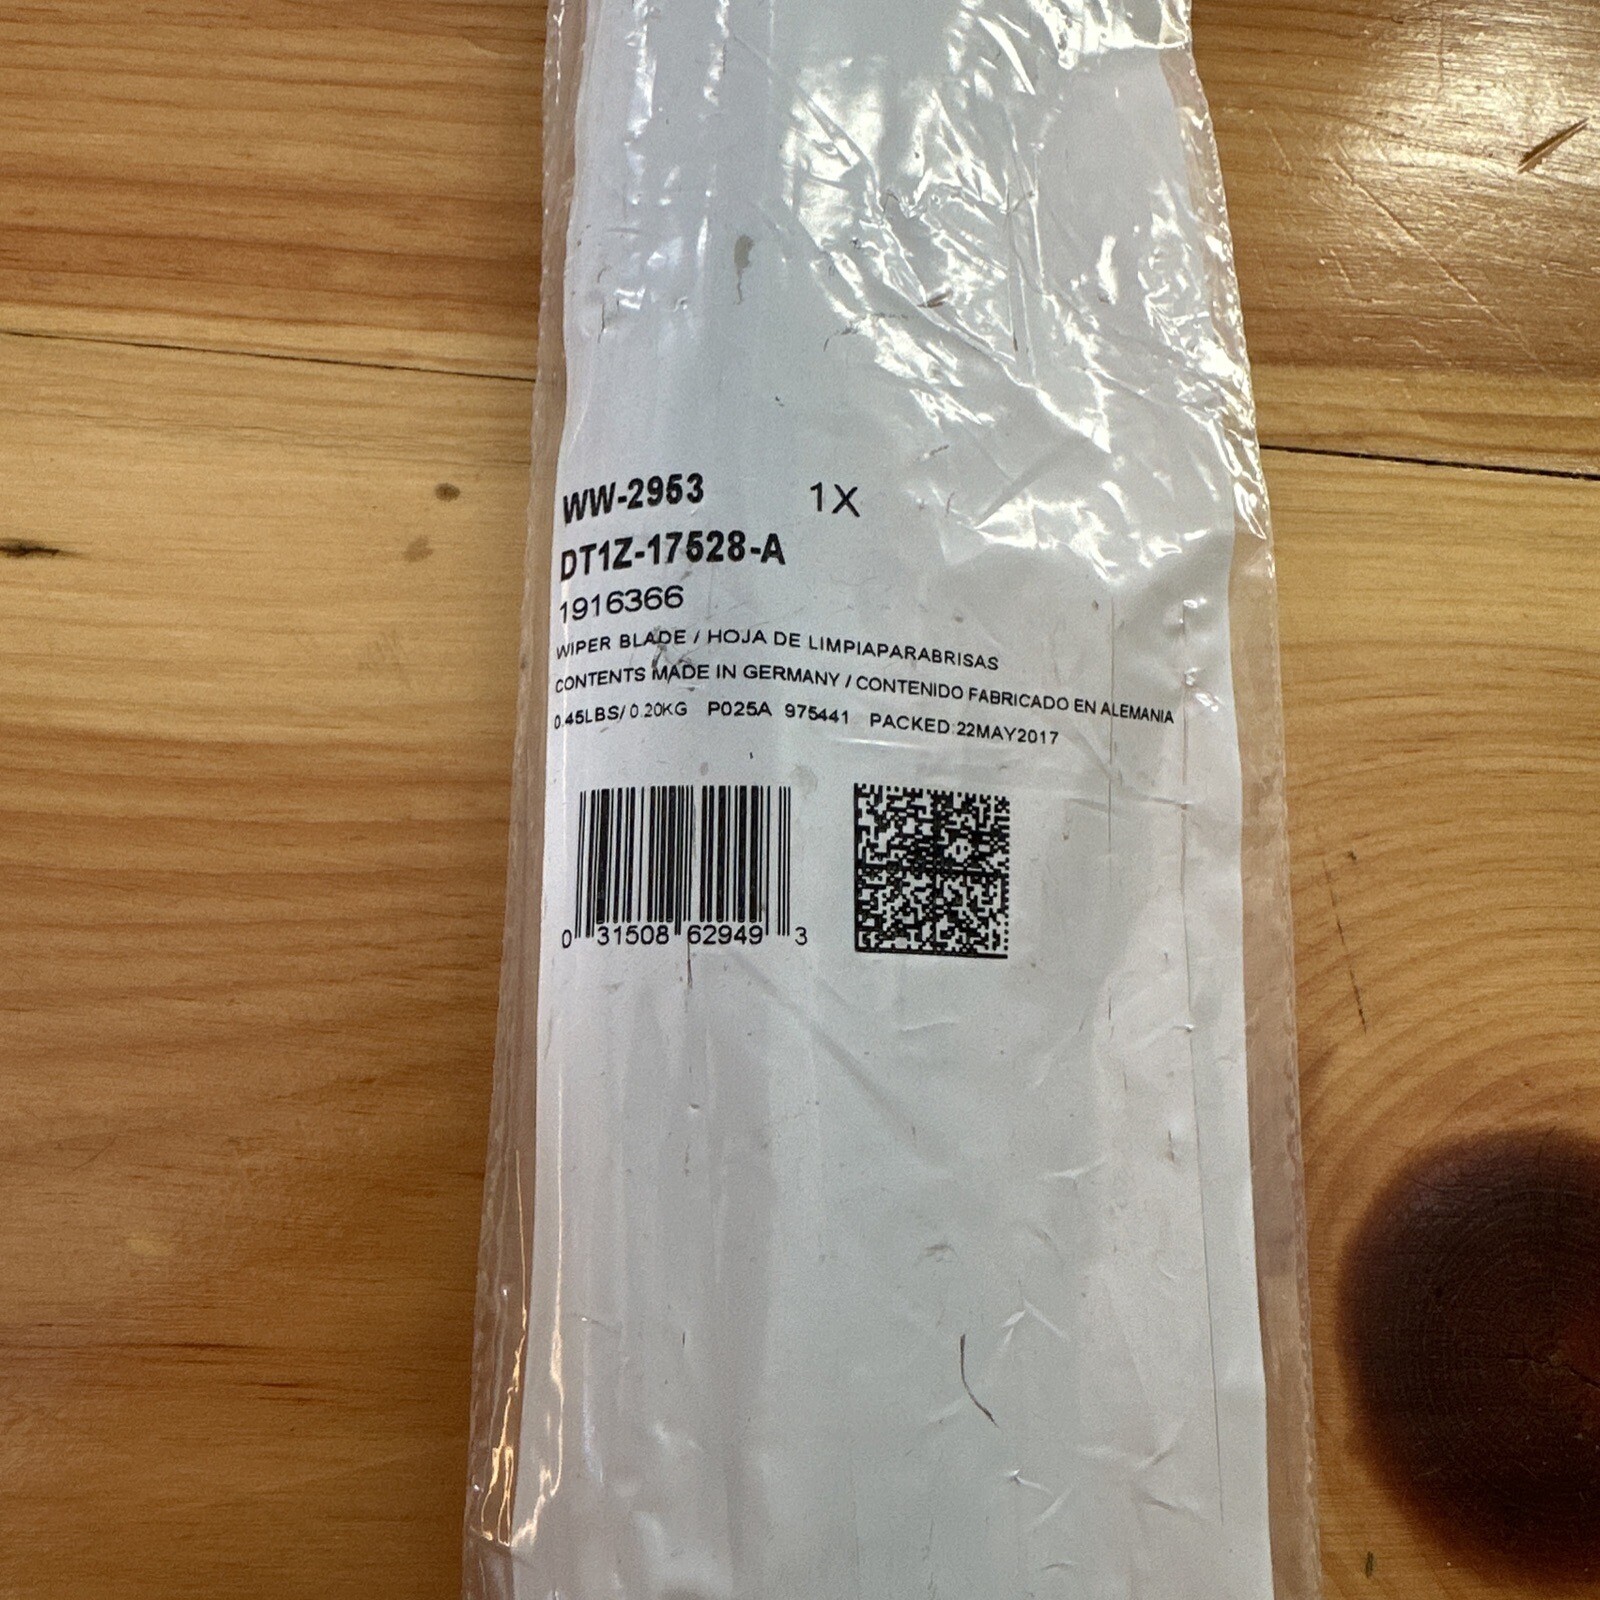 WW-2953 1X
DT1Z-17528-A
1916366
WIPER BLADE / HOJA DE LIMPIAPARABRISAS
CONTENTS MADE IN GERMANY / CONTENIDO FABRICADO EN ALEMANIA
0.45LBS/ 0.20KG P025A 975441 PACKED:22MAY2017
0 31508 62949 3